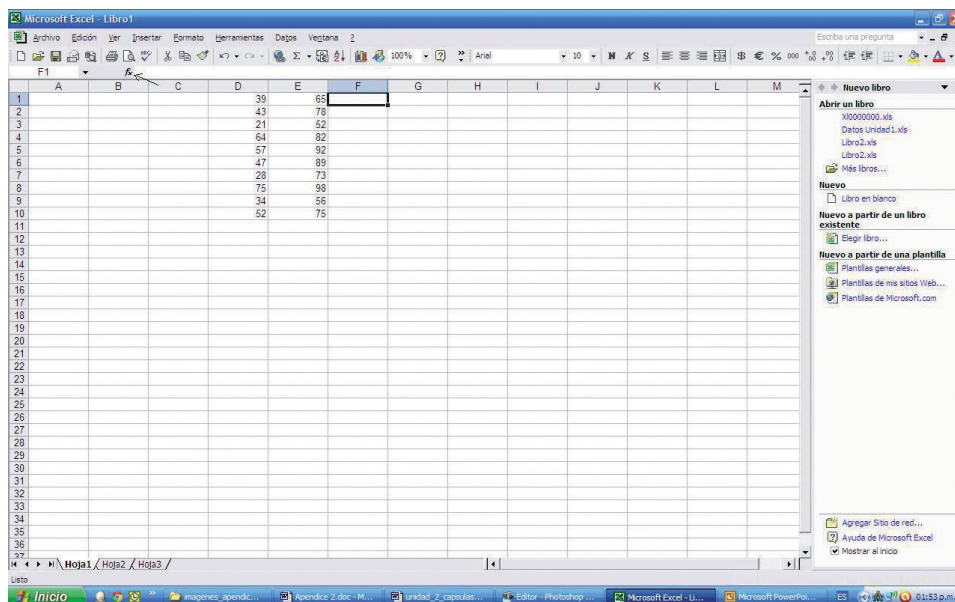 Microsoft Excel - Libro1
Archivo Edición Ver Insertar Formato Herramientas Datos Ventana ?
Escriba una pregunta
100% Arial 10 N K S $ € % 000
F1 fx
A B C D E F G H I J K L M
1 39 65
2 43 78
3 21 52
4 64 82
5 57 92
6 47 89
7 28 73
8 75 98
9 34 56
10 52 75
11
12
13
14
15
16
17
18
19
20
21
22
23
24
25
26
27
28
29
30
31
32
33
34
35
36
37
Nuevo libro
Abrir un libro
Xl0000000.xls
Datos Unidad1.xls
Libro2.xls
Libro2.xls
Más libros...
Nuevo
Libro en blanco
Nuevo a partir de un libro
existente
Elegir libro...
Nuevo a partir de una plantilla
Plantillas generales...
Plantillas de mis sitios Web...
Plantillas de Microsoft.com
Agregar Sitio de red...
Ayuda de Microsoft Excel
Mostrar al inicio
Hoja1 Hoja2 Hoja3
Listo
Inicio imagenes_apendic... Apendice 2.doc - M... unidad_2_capsulas... Editor - Photoshop ... Microsoft Excel - Li... Microsoft PowerPoi... ES 01:53 p.m.